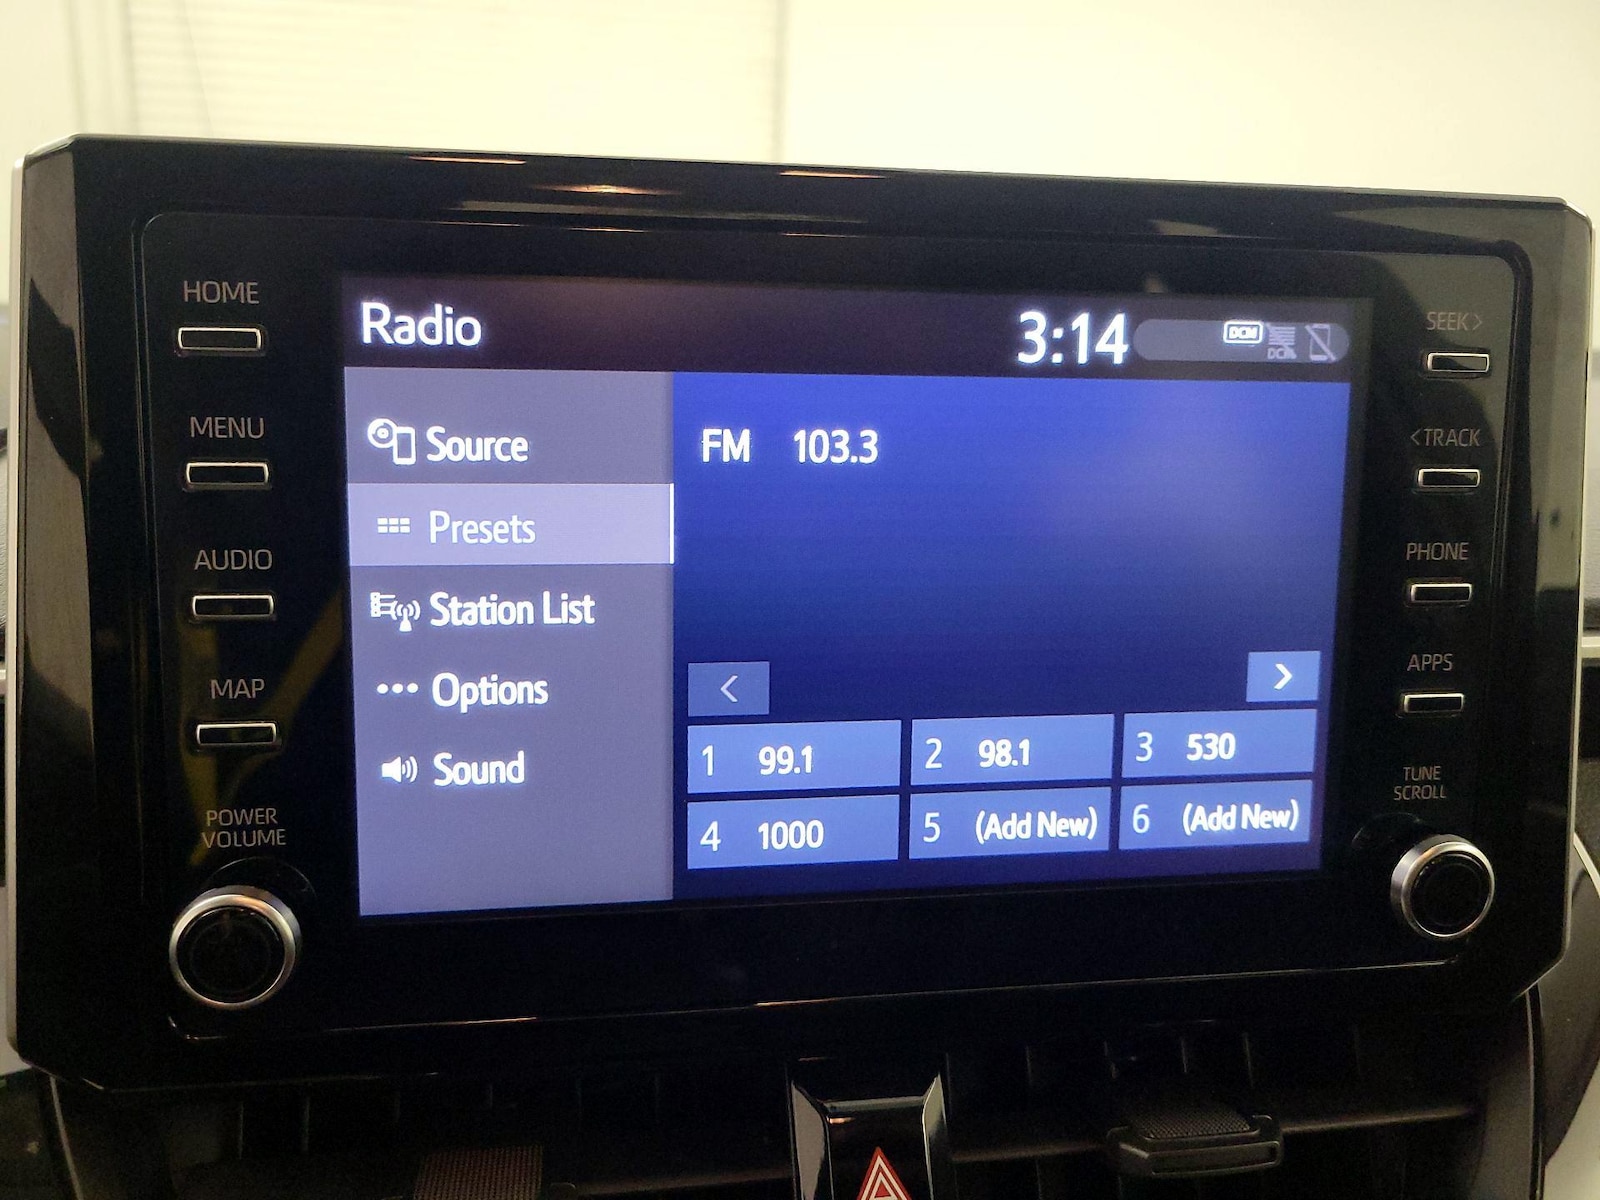 HOME
MENU
AUDIO
MAP
POWER
VOLUME
Radio
3:14
DCM
DCM
Source
Presets
Station List
Options
Sound
FM 103.3
<
>
1 99.1
2 98.1
3 530
4 1000
5 (Add New)
6 (Add New)
SEEK >
< TRACK
PHONE
APPS
TUNE
SCROLL